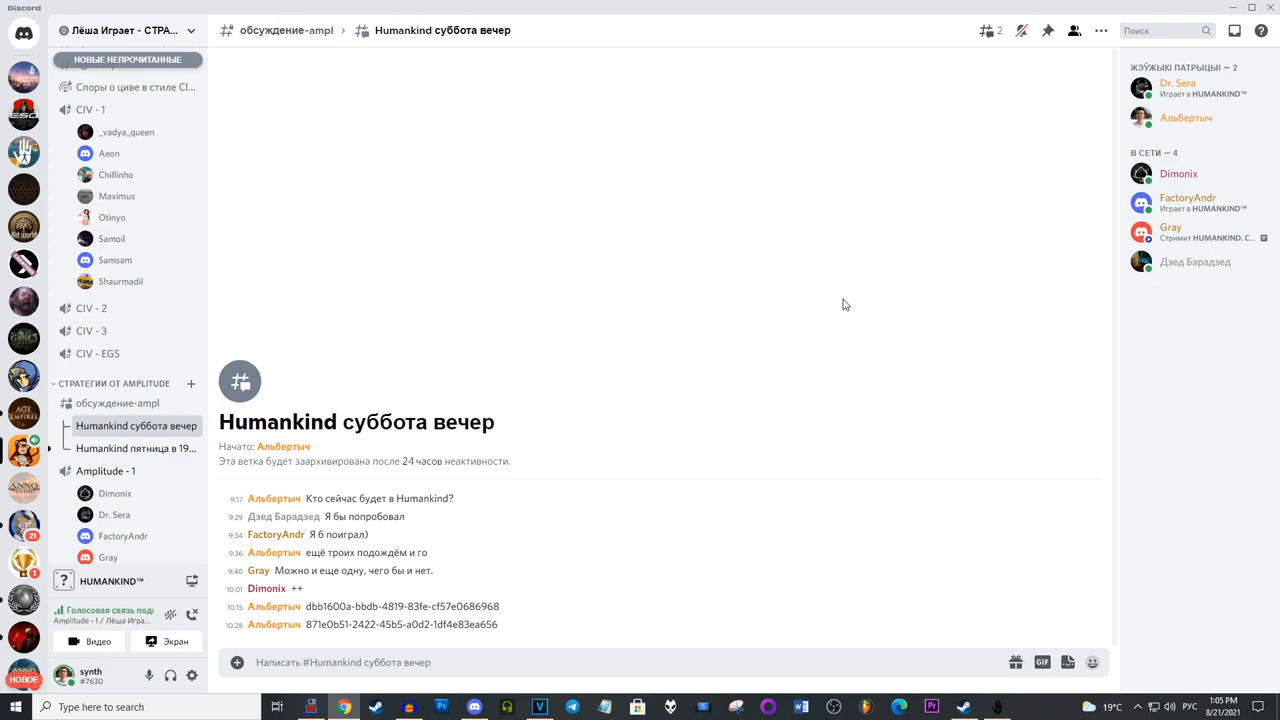 Discord
Лёша Играет - СТРА...
обсуждение-ampl
Humankind суббота вечер
2
Поиск
НОВЫЕ НЕПРОЧИТАННЫЕ
Споры о циве в стиле Cl...
CIV - 1
_vadya_queen
Aeon
Chillinho
Maximus
Otinyo
Samoil
Samsam
Shaurmadil
CIV - 2
CIV - 3
CIV - EGS
СТРАТЕГИИ ОТ AMPLITUDE
обсуждение-ampl
Humankind суббота вечер
Humankind пятница в 19...
Amplitude - 1
Dimonix
Dr. Sera
FactoryAndr
Gray
HUMANKIND™
Голосовая связь подк
Amplitude - 1 / Лёша Игра...
Видео
Экран
synth
#7630
21
1
НОВОЕ
Humankind суббота вечер
Начато: Альбертыч
Эта ветка будет заархивирована после 24 часов неактивности.
9:17 Альбертыч Кто сейчас будет в Humankind?
9:29 Дзед Барадзед Я бы попробовал
9:34 FactoryAndr Я б поиграл)
9:36 Альбертыч ещё троих подождём и го
9:40 Gray Можно и еще одну, чего бы и нет.
10:01 Dimonix ++
10:15 Альбертыч dbb1600a-bbdb-4819-83fe-cf57e0686968
10:28 Альбертыч 871e0b51-2422-45b5-a0d2-1df4e83ea656
Написать #Humankind суббота вечер
GIF
ЖЭЎЖЫКІ ПАТРЫЦЫІ — 2
Dr. Sera
Играет в HUMANKIND™
Альбертыч
В СЕТИ — 4
Dimonix
FactoryAndr
Играет в HUMANKIND™
Gray
Стримит HUMANKIND. C...
Дзед Барадзед
Type here to search
19°C
РУС
1:05 PM
8/21/2021